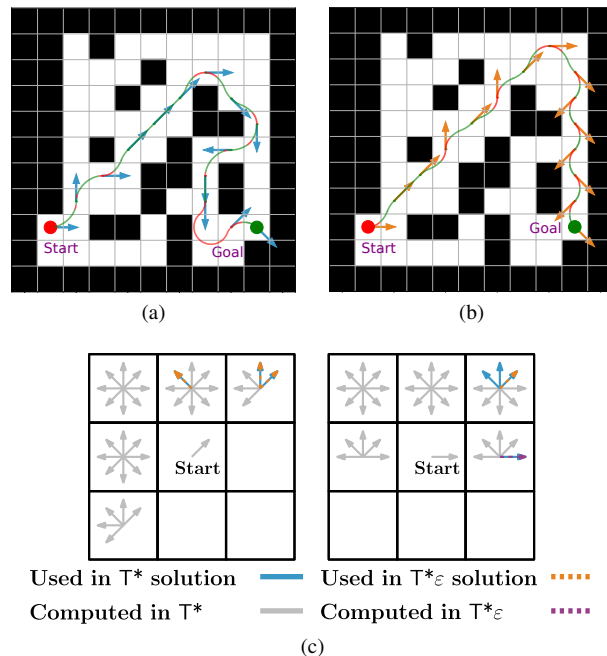 Start
Goal
Start
Goal
(a)
(b)
Start
Start
Used in T* solution
Used in T*ε solution
Computed in T*
Computed in T*ε
(c)